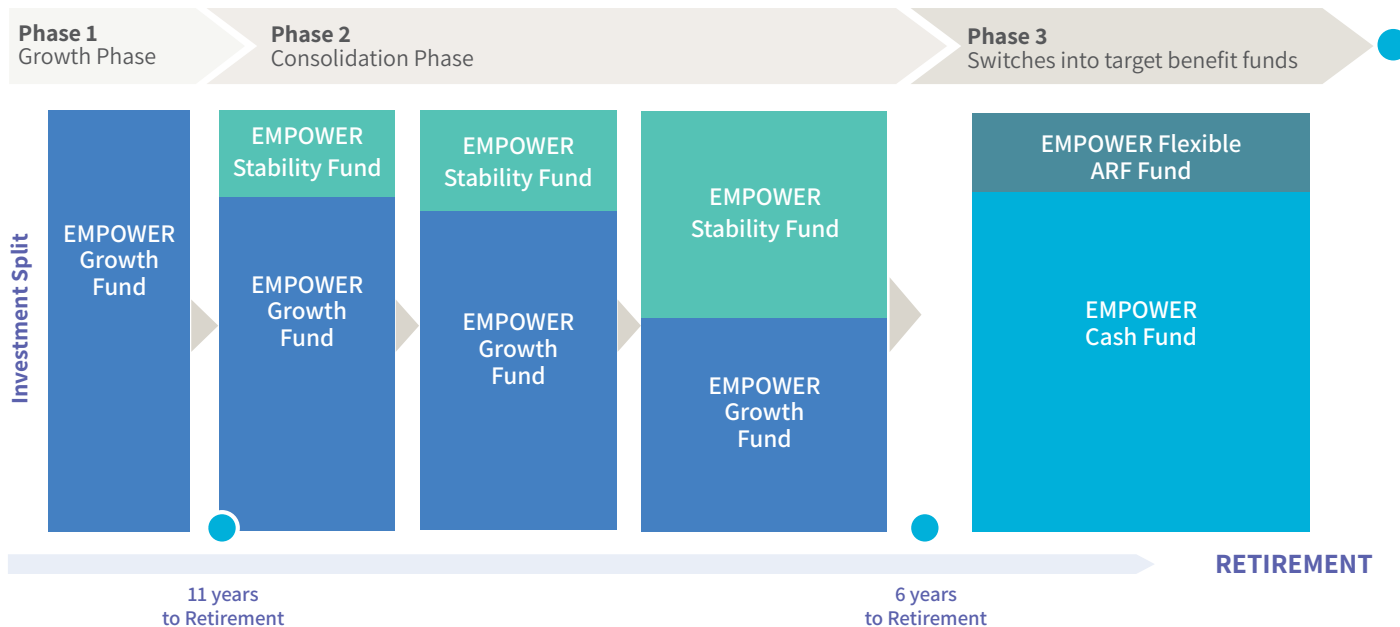 Phase 1
Growth Phase
Phase 2
Consolidation Phase
Phase 3
Switches into target benefit funds
Investment Split
EMPOWER
Growth
Fund
EMPOWER
Stability Fund
EMPOWER
Growth
Fund
EMPOWER
Stability Fund
EMPOWER
Growth
Fund
EMPOWER
Stability Fund
EMPOWER
Growth
Fund
EMPOWER Flexible
ARF Fund
EMPOWER
Cash Fund
RETIREMENT
11 years
to Retirement
6 years
to Retirement